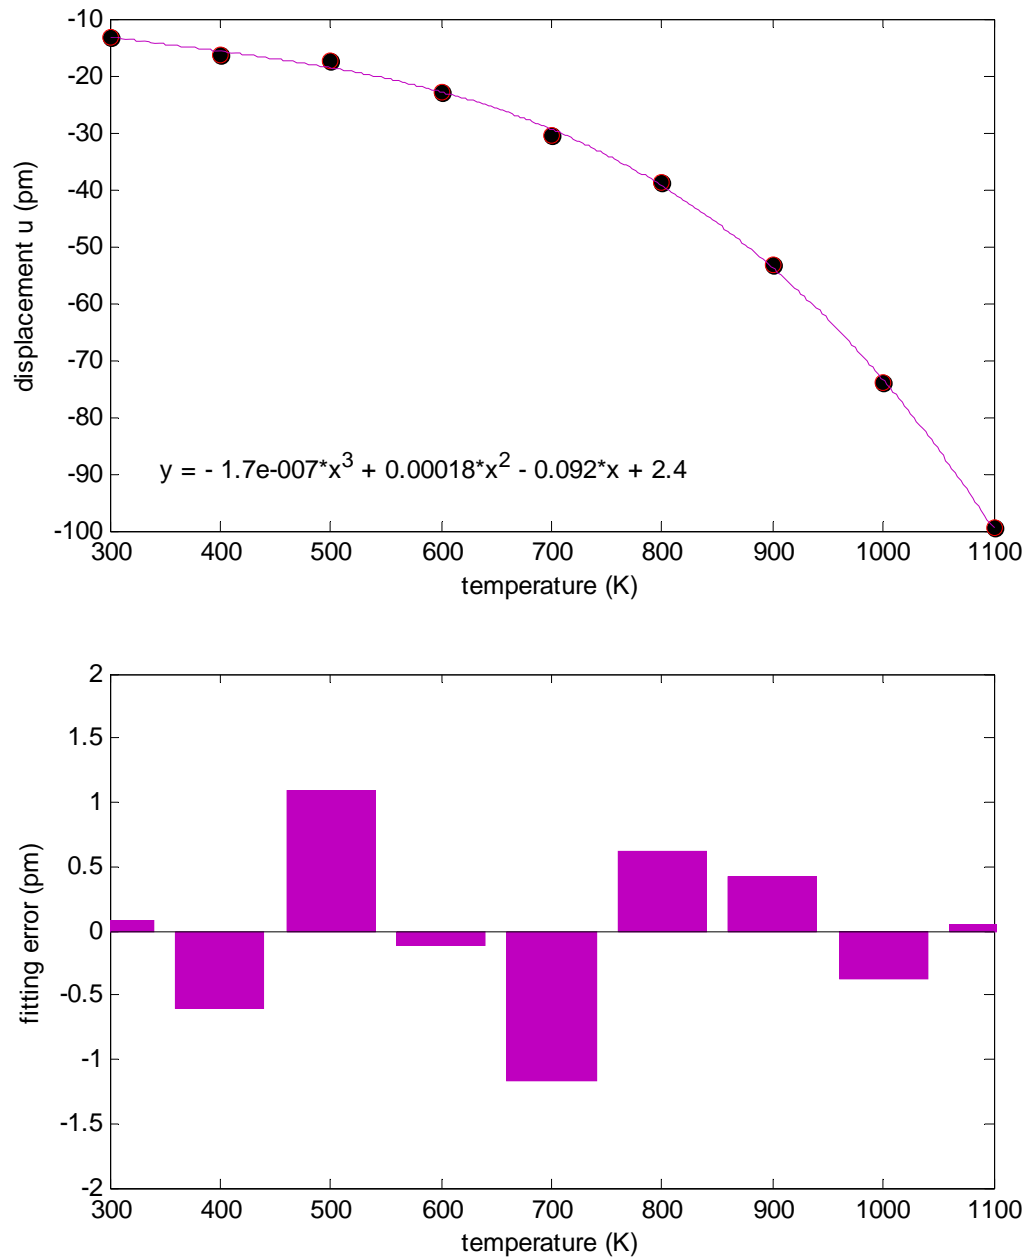 -10
-20
-30
-40
-50
-60
-70
-80
-90
-100
displacement u (pm)
y = - 1.7e-007*x^3 + 0.00018*x^2 - 0.092*x + 2.4
300 400 500 600 700 800 900 1000 1100
temperature (K)
2
1.5
1
0.5
0
-0.5
-1
-1.5
-2
fitting error (pm)
300 400 500 600 700 800 900 1000 1100
temperature (K)